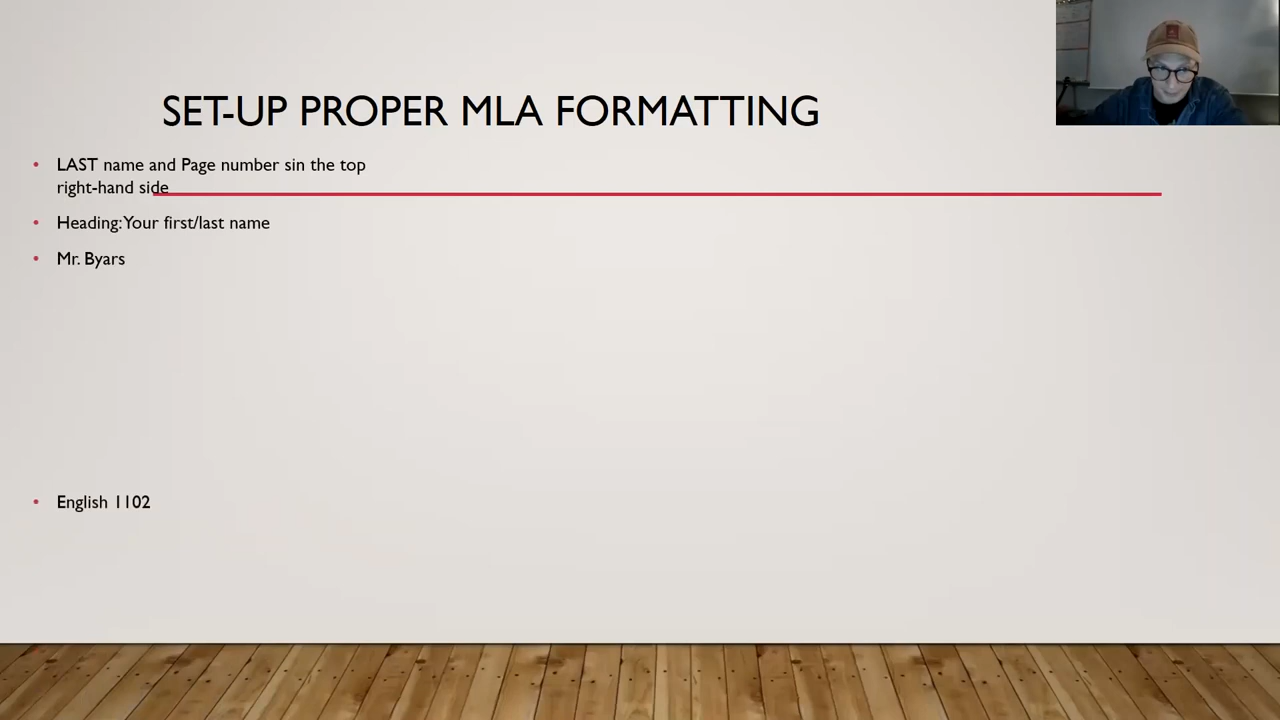 SET-UP PROPER MLA FORMATTING
• LAST name and Page number sin the top
right-hand side
• Heading: Your first/last name
• Mr. Byars
• English 1102